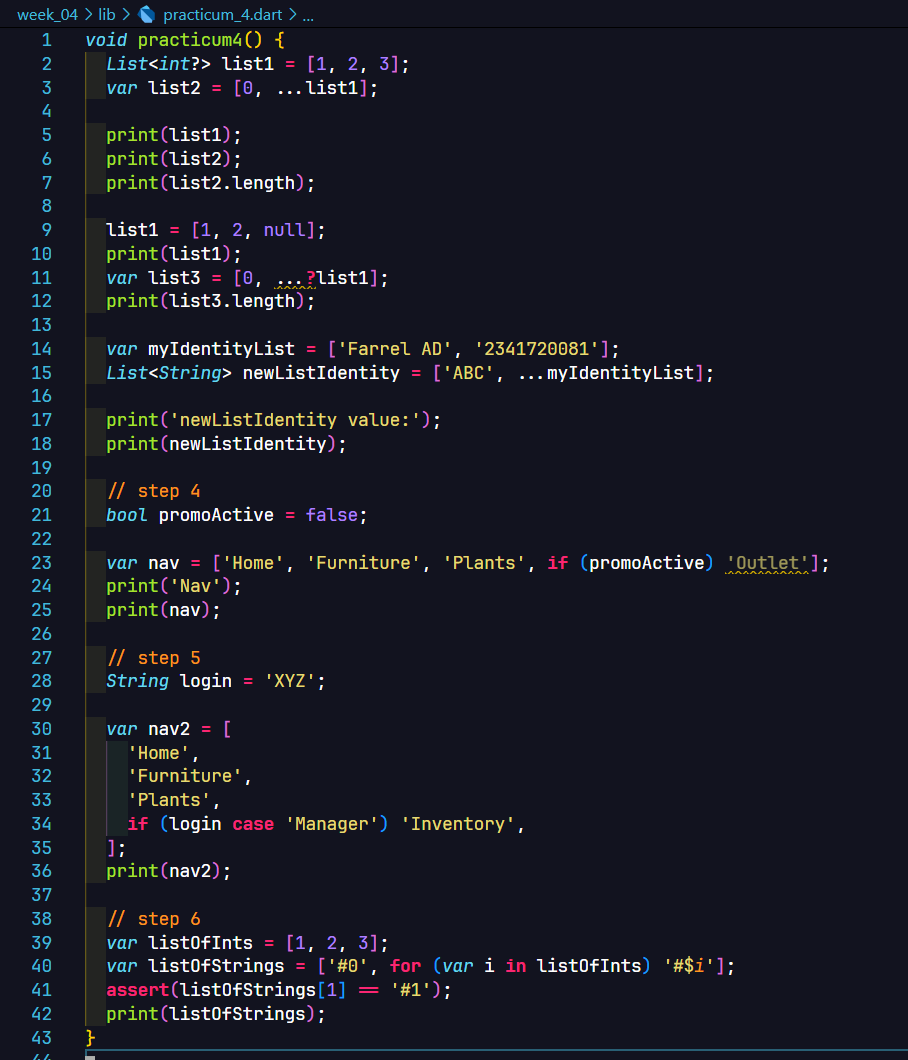 week_04 > lib > practicum_4.dart > ...
1 void practicum4() {
2 List<int?> list1 = [1, 2, 3];
3 var list2 = [0, ...list1];
4
5 print(list1);
6 print(list2);
7 print(list2.length);
8
9 list1 = [1, 2, null];
10 print(list1);
11 var list3 = [0, ...?list1];
12 print(list3.length);
13
14 var myIdentityList = ['Farrel AD', '2341720081'];
15 List<String> newListIdentity = ['ABC', ...myIdentityList];
16
17 print('newListIdentity value:');
18 print(newListIdentity);
19
20 // step 4
21 bool promoActive = false;
22
23 var nav = ['Home', 'Furniture', 'Plants', if (promoActive) 'Outlet'];
24 print('Nav');
25 print(nav);
26
27 // step 5
28 String login = 'XYZ';
29
30 var nav2 = [
31 'Home',
32 'Furniture',
33 'Plants',
34 if (login case 'Manager') 'Inventory',
35 ];
36 print(nav2);
37
38 // step 6
39 var listOfInts = [1, 2, 3];
40 var listOfStrings = ['#0', for (var i in listOfInts) '#$i'];
41 assert(listOfStrings[1] == '#1');
42 print(listOfStrings);
43 }